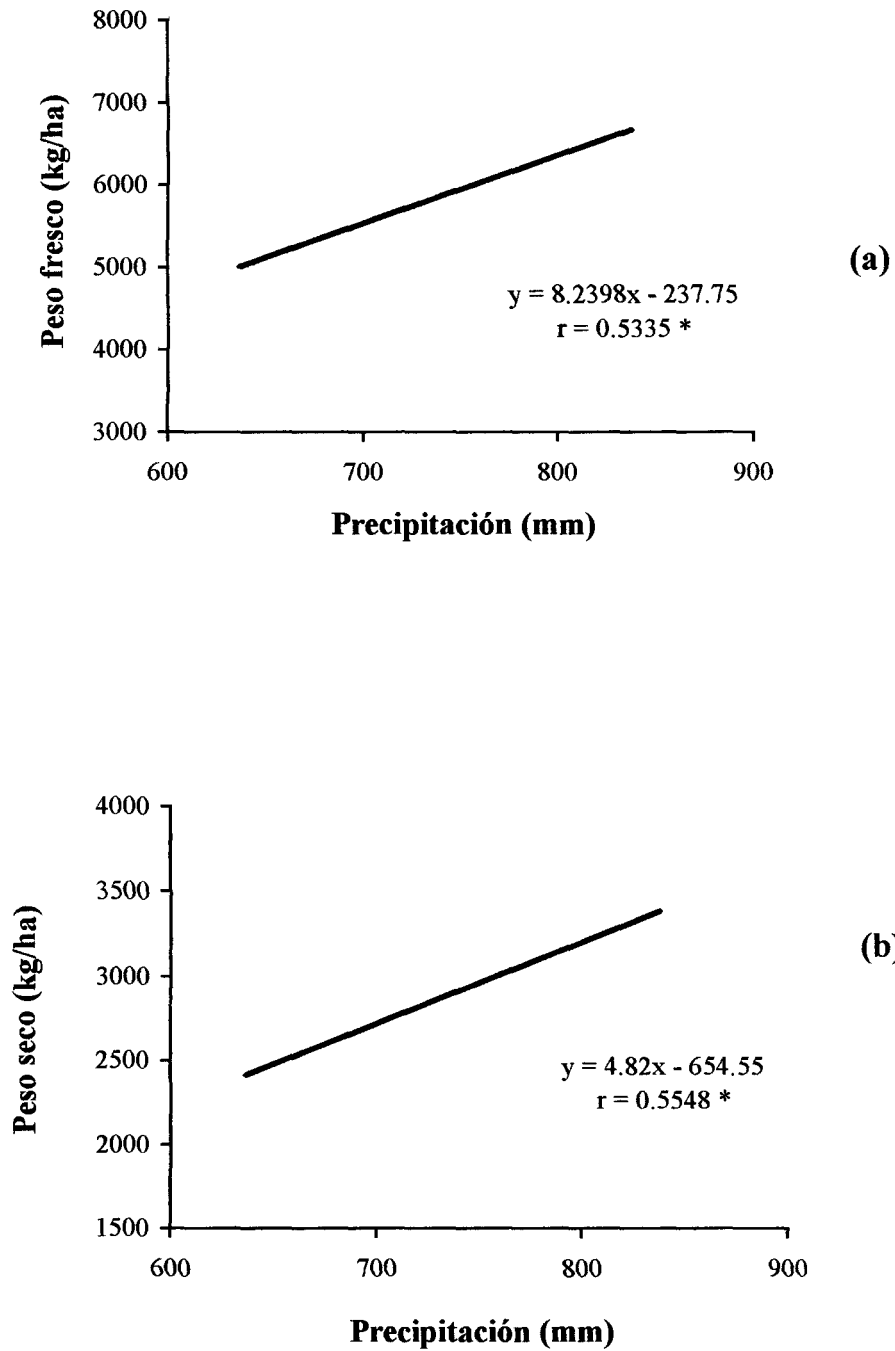 8000
7000
6000
5000
4000
3000
Peso fresco (kg/ha)
(a)
y = 8.2398x - 237.75
r = 0.5335 *
600 700 800 900
Precipitación (mm)
4000
3500
3000
2500
2000
1500
Peso seco (kg/ha)
(b)
y = 4.82x - 654.55
r = 0.5548 *
600 700 800 900
Precipitación (mm)